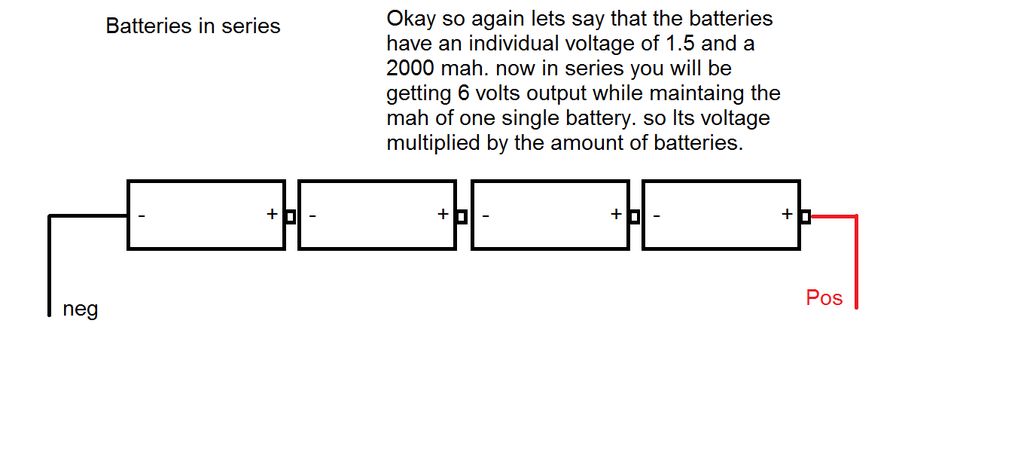 Batteries in series
Okay so again lets say that the batteries
have an individual voltage of 1.5 and a
2000 mah. now in series you will be
getting 6 volts output while maintaing the
mah of one single battery. so Its voltage
multiplied by the amount of batteries.
- + - + - + - +
neg
Pos